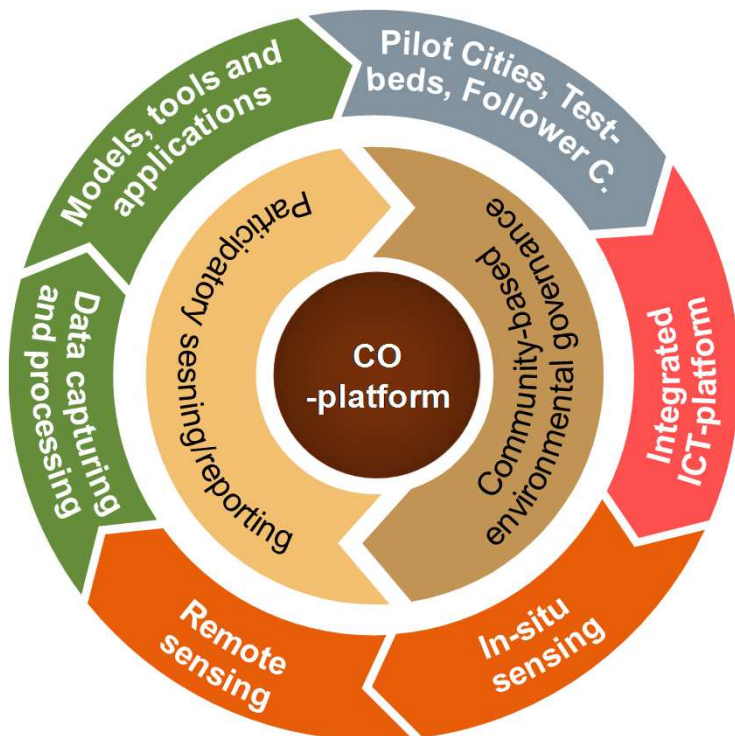 Models, tools and
applications
Pilot Cities, Test-
beds, Follower C.
Integrated
ICT-platform
In-situ
sensing
Remote
sensing
Data capturing
and processing
Participatory sesning/reporting
Community-based
environmental governance
CO
-platform